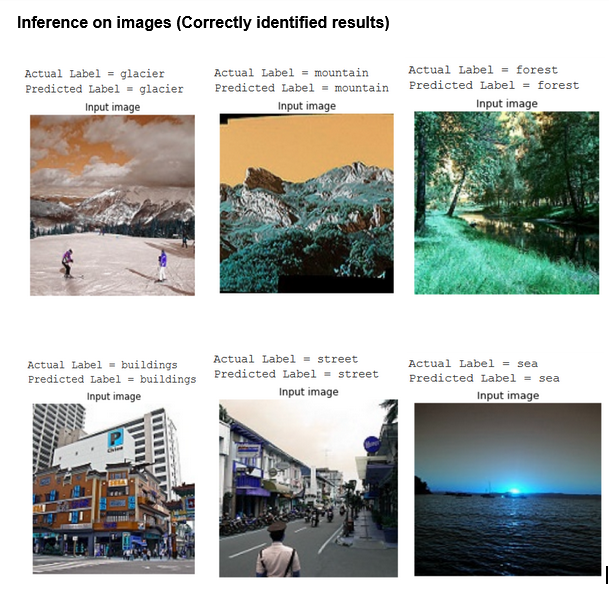 Inference on images (Correctly identified results)
Actual Label = glacier
Predicted Label = glacier
Input image
Actual Label = mountain
Predicted Label = mountain
Input image
Actual Label = forest
Predicted Label = forest
Input image
Actual Label = buildings
Predicted Label = buildings
Input image
P
Actual Label = street
Predicted Label = street
Input image
Actual Label = sea
Predicted Label = sea
Input image